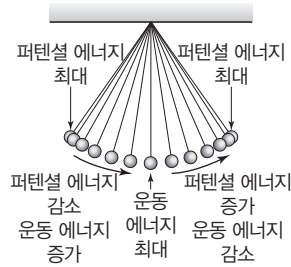 퍼텐셜 에너지
최대
퍼텐셜 에너지
최대
퍼텐셜 에너지
감소
운동 에너지
증가
운동
에너지
최대
퍼텐셜 에너지
증가
운동 에너지
감소